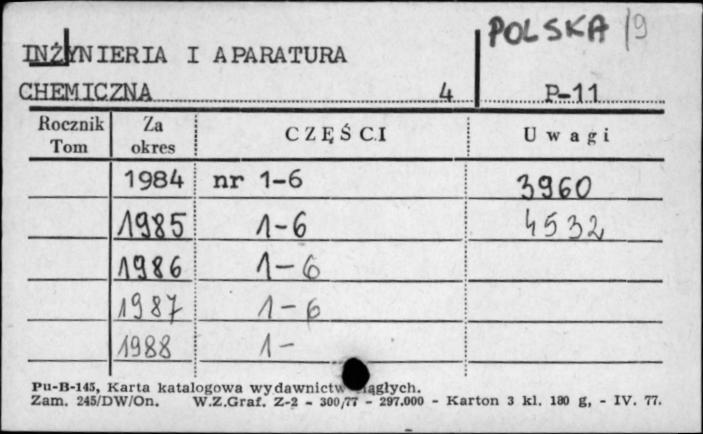 POLSKA 19
INŻYNIERIA I APARATURA
CHEMICZNA 4 P-11
Rocznik Tom Za okres CZĘŚCI Uwagi
1984 nr 1-6 3960
1985 1-6 4532
1986 1-6
1987 1-6
1988 1-
Pu-B-145, Karta katalogowa wydawnictw ciągłych.
Zam. 245/DW/On. W.Z.Graf. Z-2 - 300/77 - 297.000 - Karton 3 kl. 180 g, - IV. 77.